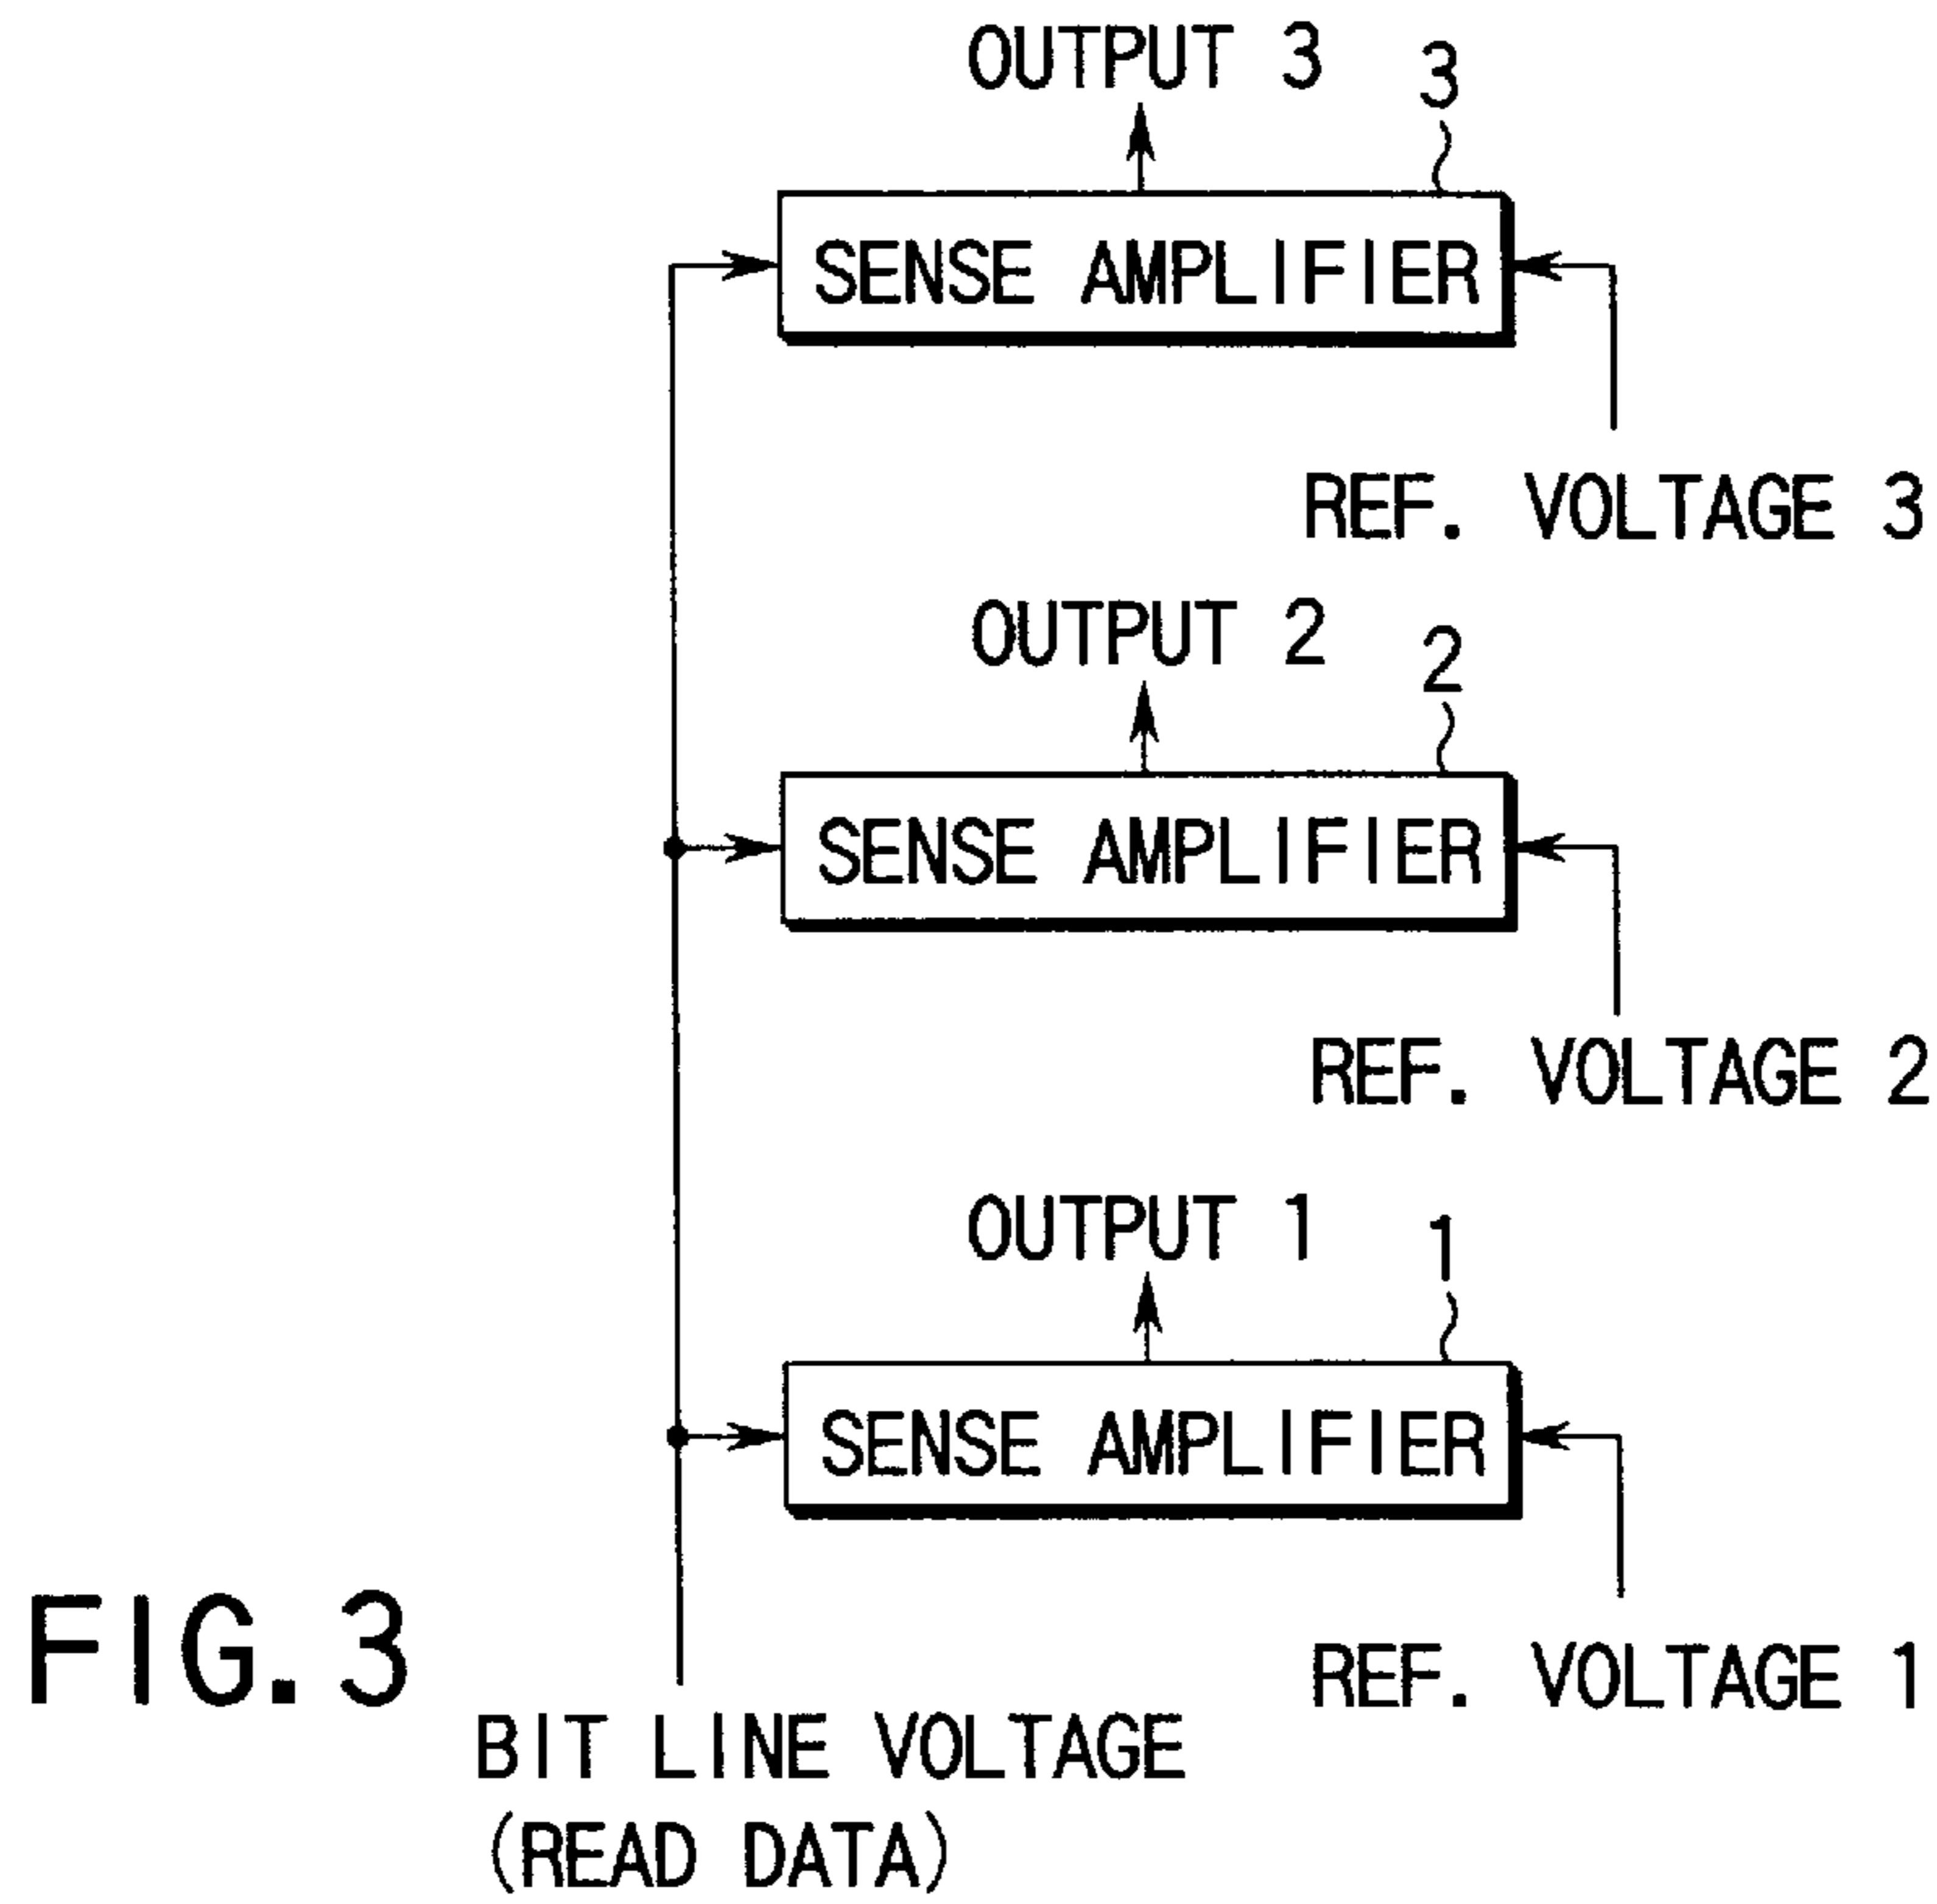 OUTPUT 3
3
SENSE AMPLIFIER
REF. VOLTAGE 3
OUTPUT 2
2
SENSE AMPLIFIER
REF. VOLTAGE 2
OUTPUT 1
1
SENSE AMPLIFIER
REF. VOLTAGE 1
FIG. 3
BIT LINE VOLTAGE
(READ DATA)